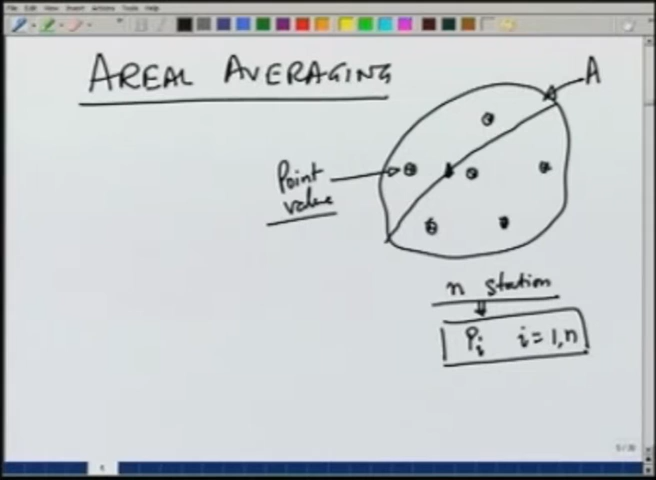 AREAL AVERAGING
A
Point
value
n station
Pi i=1,n